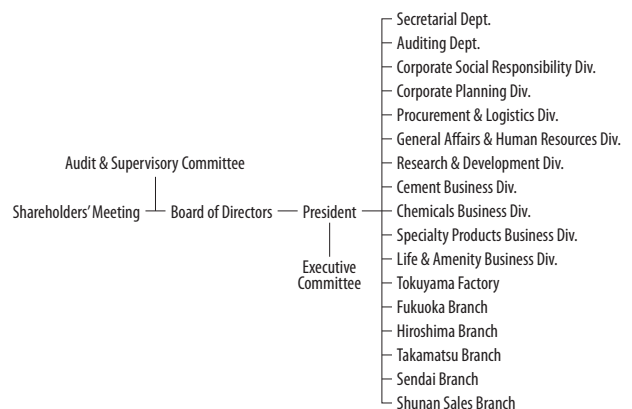 Secretarial Dept.
Auditing Dept.
Corporate Social Responsibility Div.
Corporate Planning Div.
Procurement & Logistics Div.
General Affairs & Human Resources Div.
Audit & Supervisory Committee
Research & Development Div.
Cement Business Div.
Shareholders' Meeting Board of Directors President Chemicals Business Div.
Specialty Products Business Div.
Executive
Committee
Life & Amenity Business Div.
Tokuyama Factory
Fukuoka Branch
Hiroshima Branch
Takamatsu Branch
Sendai Branch
Shunan Sales Branch